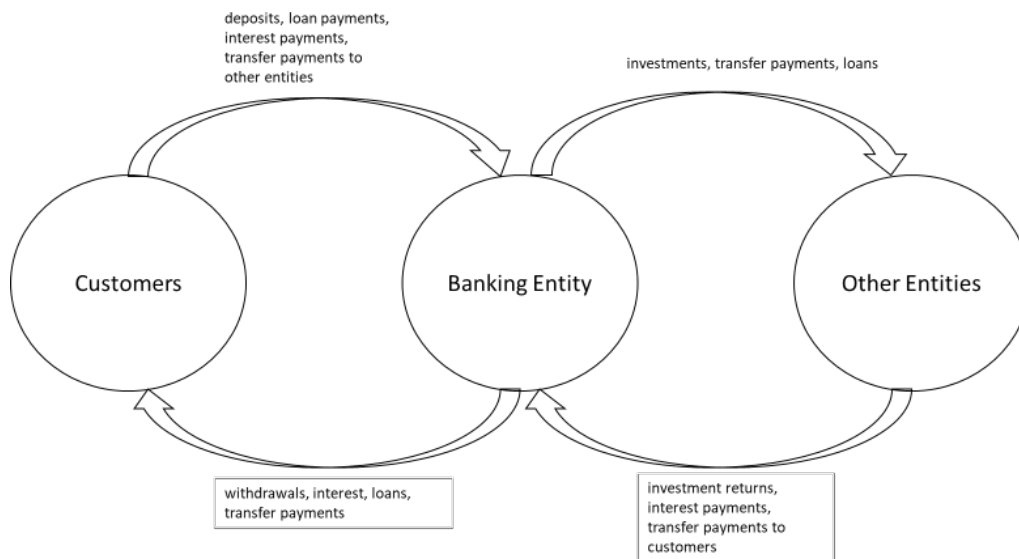 deposits, loan payments,
interest payments,
transfer payments to
other entities
investments, transfer payments, loans
Customers
Banking Entity
Other Entities
withdrawals, interest, loans,
transfer payments
investment returns,
interest payments,
transfer payments to
customers